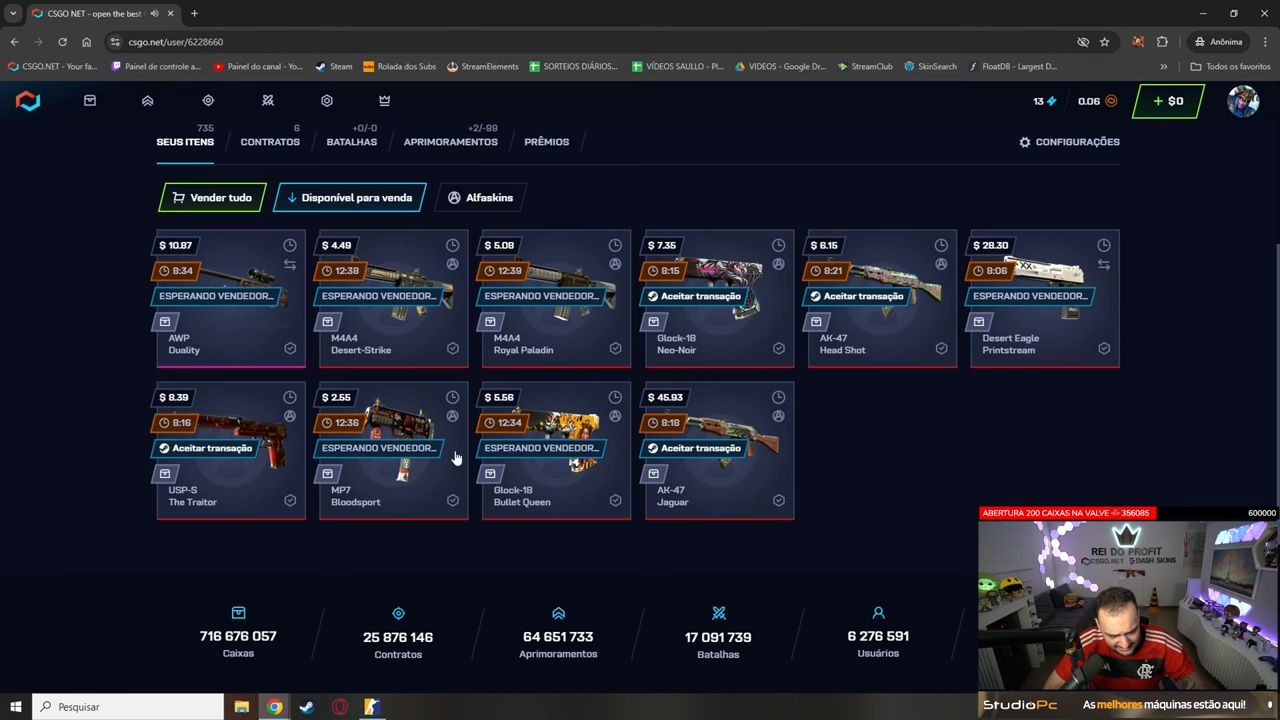 CSGO NET - open the best
csgo.net/user/6228660
Anônima
CSGO.NET - Your fa...
Painel de controle a...
Painel do canal - Yo...
Steam
Rolada dos Subs
StreamElements
SORTEIOS DIÁRIOS...
VÍDEOS SAULLO - Pl...
VIDEOS - Google Dr...
StreamClub
SkinSearch
FloatDB - Largest D...
Todos os favoritos
13
0.06
+ $0
735
SEUS ITENS
6
CONTRATOS
+0/-0
BATALHAS
+2/-99
APRIMORAMENTOS
PRÊMIOS
CONFIGURAÇÕES
Vender tudo
Disponível para venda
Alfaskins
$ 10.87
8:34
ESPERANDO VENDEDOR...
AWP
Duality
$ 4.49
12:38
ESPERANDO VENDEDOR...
M4A4
Desert-Strike
$ 5.08
12:39
ESPERANDO VENDEDOR...
M4A4
Royal Paladin
$ 7.35
8:15
Aceitar transação
Glock-18
Neo-Noir
$ 6.15
8:21
Aceitar transação
AK-47
Head Shot
$ 28.30
8:06
ESPERANDO VENDEDOR...
Desert Eagle
Printstream
$ 8.39
8:16
Aceitar transação
USP-S
The Traitor
$ 2.55
12:36
ESPERANDO VENDEDOR...
MP7
Bloodsport
$ 5.56
12:34
ESPERANDO VENDEDOR...
Glock-18
Bullet Queen
$ 45.93
8:18
Aceitar transação
AK-47
Jaguar
ABERTURA 200 CAIXAS NA VALVE
356085
600000
REI DO PROFIT
CSGO.NET
DASH SKINS
716 676 057
Caixas
25 876 146
Contratos
64 651 733
Aprimoramentos
17 091 739
Batalhas
6 276 591
Usuários
StudioPc
As melhores máquinas estão aqui!
Pesquisar